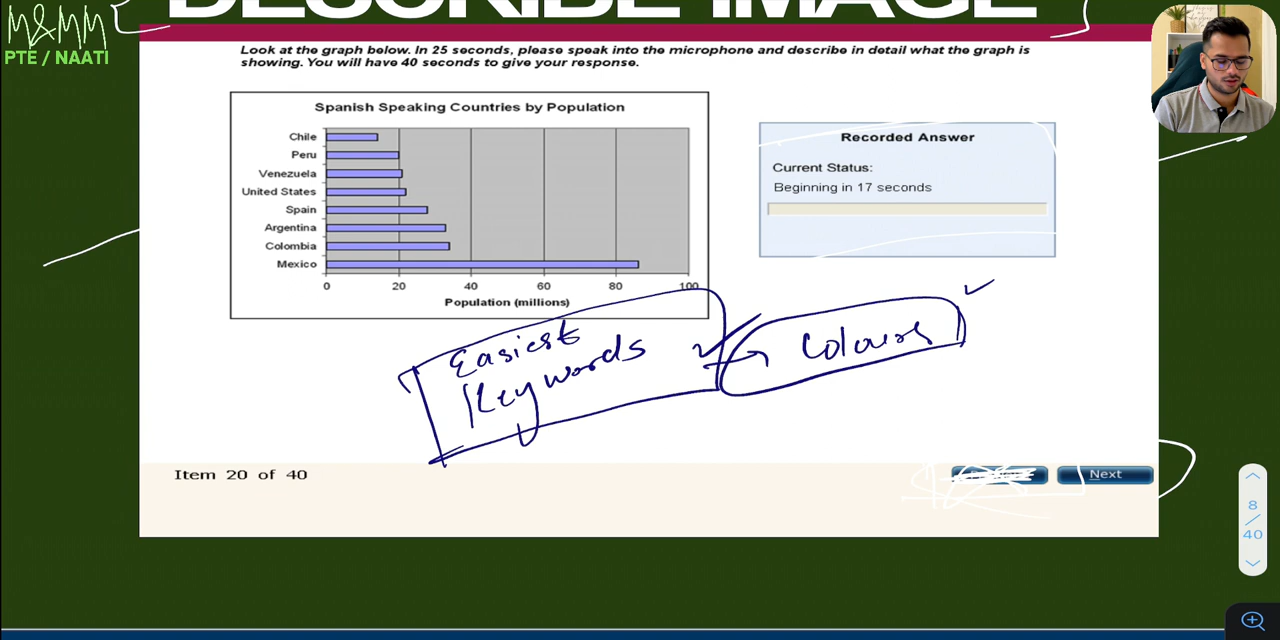 DESCRIBE IMAGE
M&MM
PTE / NAATI
Look at the graph below. In 25 seconds, please speak into the microphone and describe in detail what the graph is
showing. You will have 40 seconds to give your response.
Spanish Speaking Countries by Population
Chile
Peru
Venezuela
United States
Spain
Argentina
Colombia
Mexico
0 20 40 60 80 100
Population (millions)
Recorded Answer
Current Status:
Beginning in 17 seconds
Easiest
Keywords
Colours
Item 20 of 40
Next
8
/
40